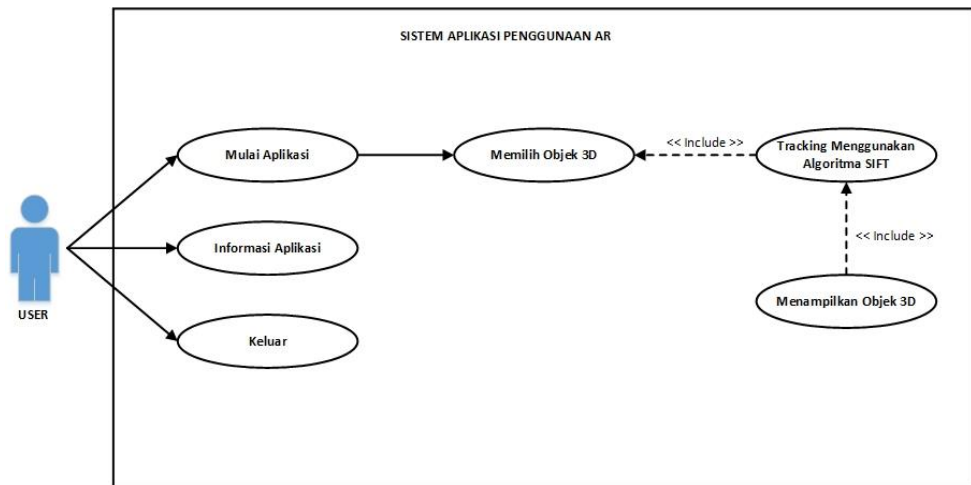 SISTEM APLIKASI PENGGUNAAN AR
Mulai Aplikasi
Memilih Objek 3D
<< Include >>
Tracking Menggunakan
Algoritma SIFT
Informasi Aplikasi
<< Include >>
Menampilkan Objek 3D
USER
Keluar